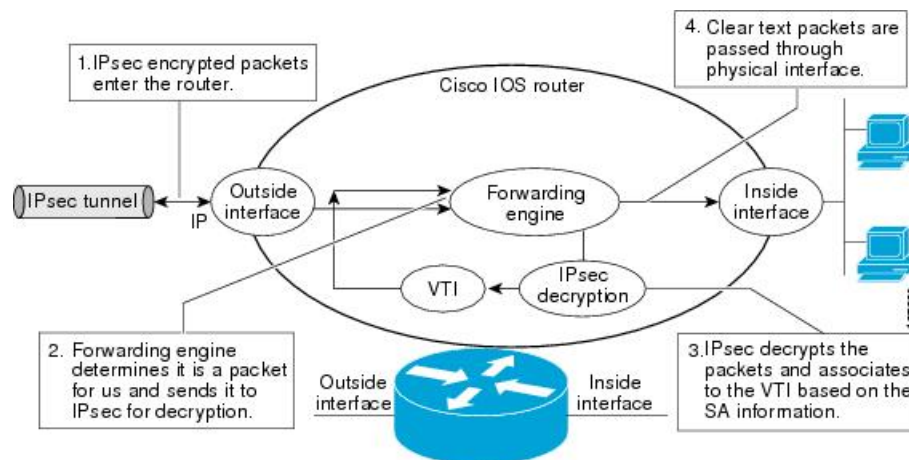 4. Clear text packets are
passed through
physical interface.
1. IPsec encrypted packets
enter the router.
Cisco IOS router
IPsec tunnel
IP
Outside
interface
Forwarding
engine
Inside
interface
VTI
IPsec
decryption
2. Forwarding engine
determines it is a packet
for us and sends it to
IPsec for decryption.
3. IPsec decrypts the
packets and associates
to the VTI based on the
SA information.
Outside
interface
Inside
interface